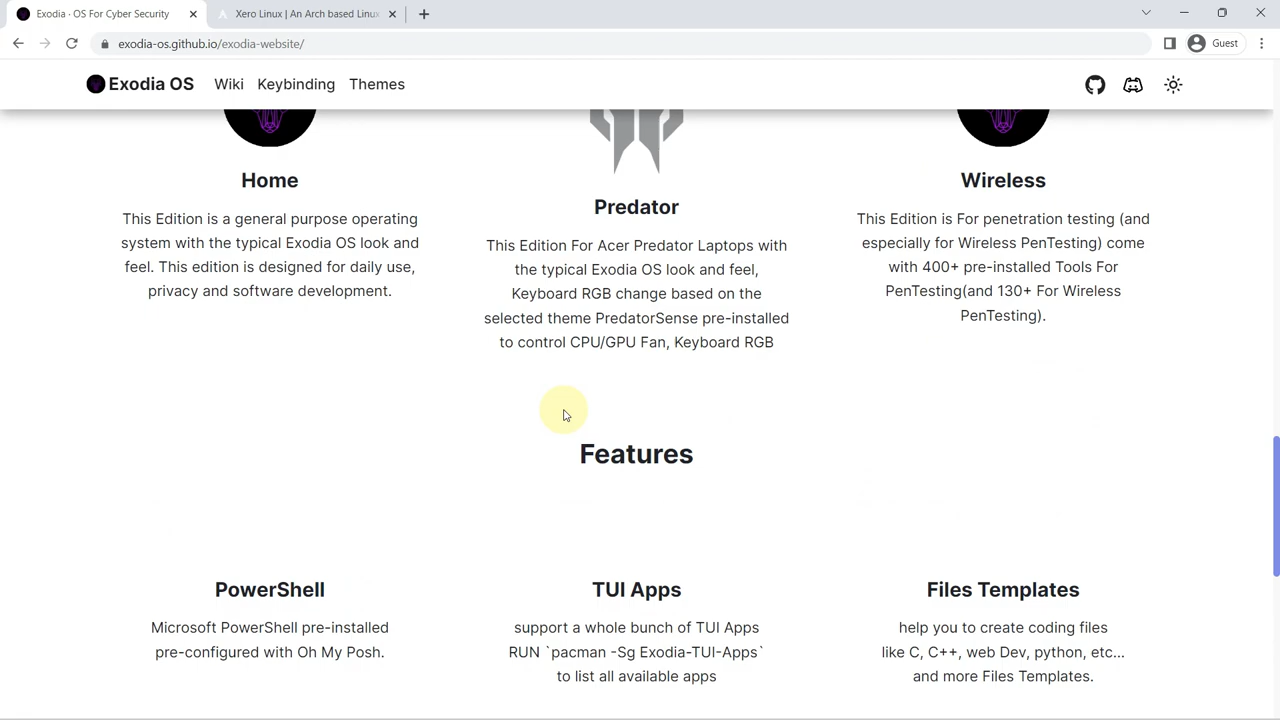 Exodia · OS For Cyber Security
Xero Linux | An Arch based Linux
exodia-os.github.io/exodia-website/
Guest
Exodia OS
Wiki
Keybinding
Themes
Home
This Edition is a general purpose operating
system with the typical Exodia OS look and
feel. This edition is designed for daily use,
privacy and software development.
Predator
This Edition For Acer Predator Laptops with
the typical Exodia OS look and feel,
Keyboard RGB change based on the
selected theme PredatorSense pre-installed
to control CPU/GPU Fan, Keyboard RGB
Wireless
This Edition is For penetration testing (and
especially for Wireless PenTesting) come
with 400+ pre-installed Tools For
PenTesting(and 130+ For Wireless
PenTesting).
Features
PowerShell
Microsoft PowerShell pre-installed
pre-configured with Oh My Posh.
TUI Apps
support a whole bunch of TUI Apps
RUN `pacman -Sg Exodia-TUI-Apps`
to list all available apps
Files Templates
help you to create coding files
like C, C++, web Dev, python, etc...
and more Files Templates.